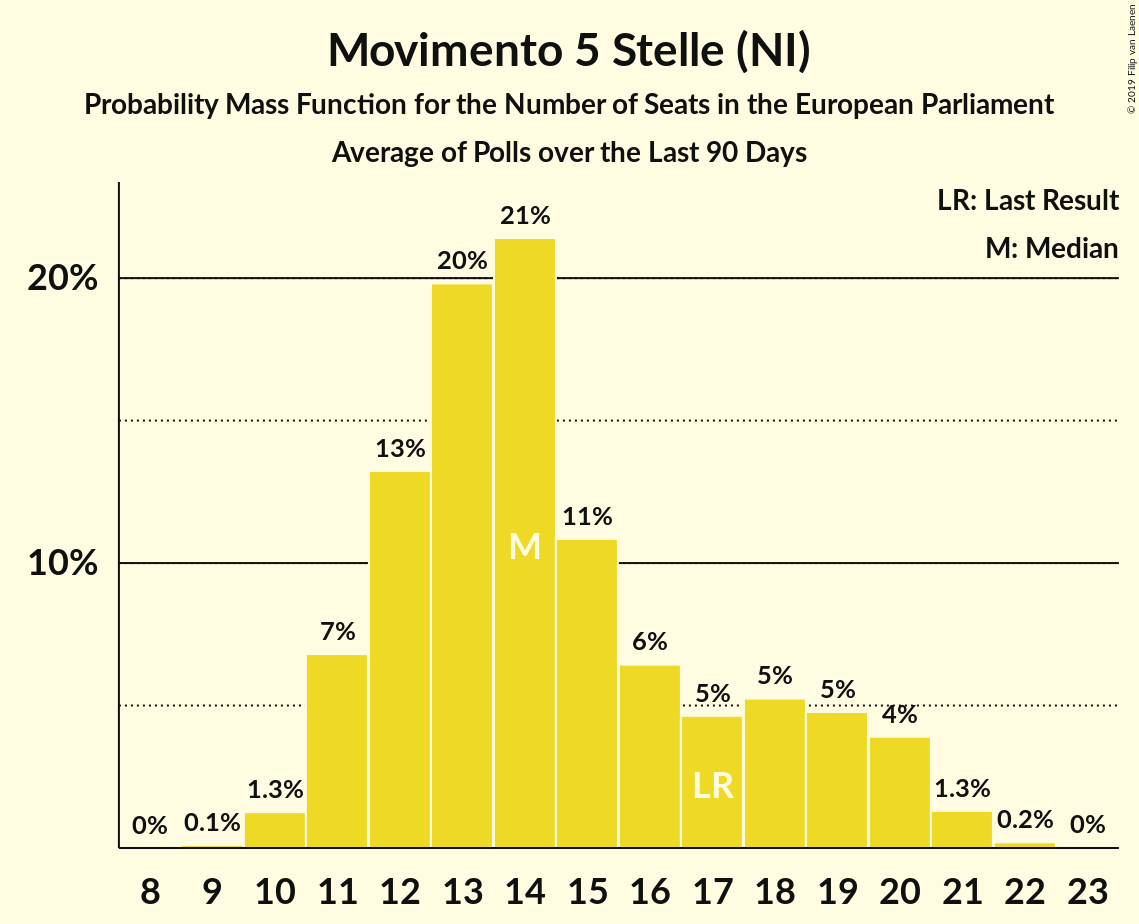 Movimento 5 Stelle (NI)
Probability Mass Function for the Number of Seats in the European Parliament
Average of Polls over the Last 90 Days
© 2019 Filip van Laenen
LR: Last Result
M: Median
20%
10%
0%
0.1%
1.3%
7%
13%
20%
21%
11%
6%
5%
5%
5%
4%
1.3%
0.2%
0%
M
LR
8 9 10 11 12 13 14 15 16 17 18 19 20 21 22 23